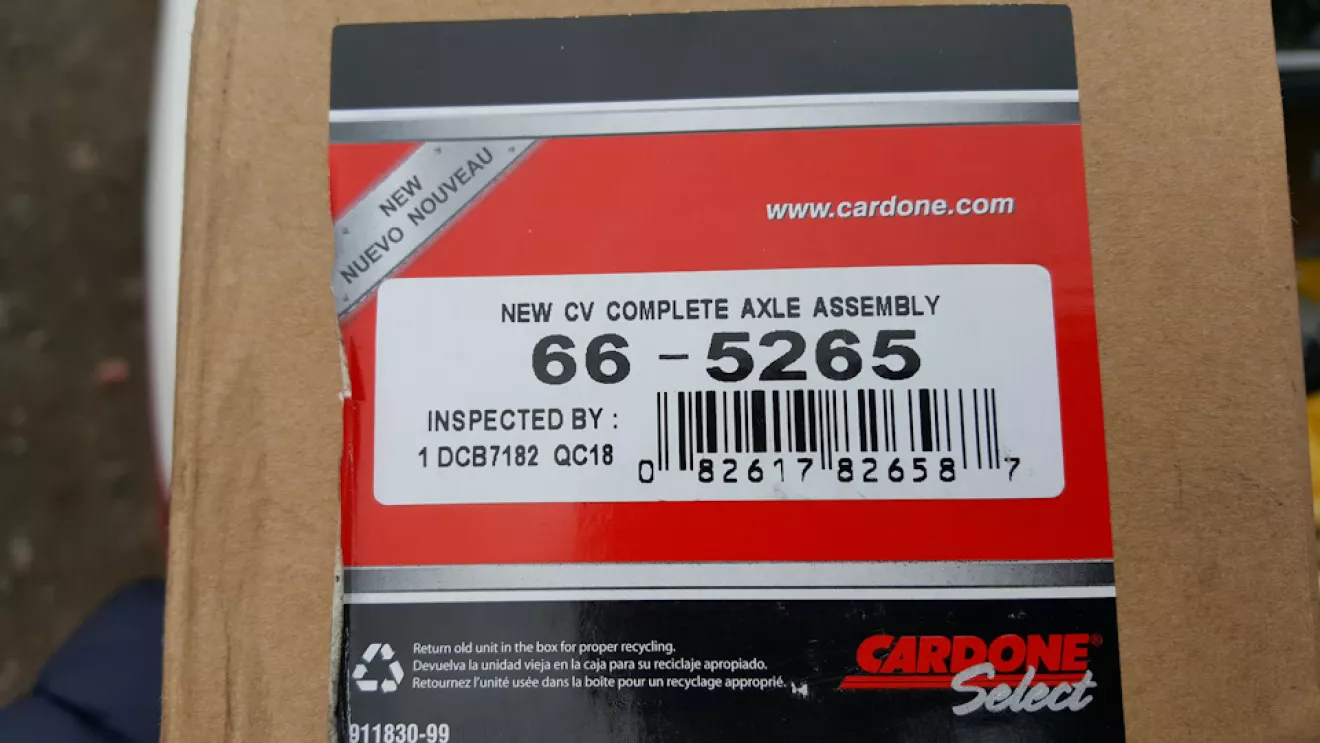 NEW
NUEVO NOUVEAU
www.cardone.com
NEW CV COMPLETE AXLE ASSEMBLY
66-5265
INSPECTED BY :
1 DCB7182 QC18
0 82617 82658 7
Return old unit in the box for proper recycling.
Devuelva la unidad vieja en la caja para su reciclaje apropiado.
Retournez l'unité usée dans la boîte pour un recyclage approprié.
CARDONE®
Select
911830-99